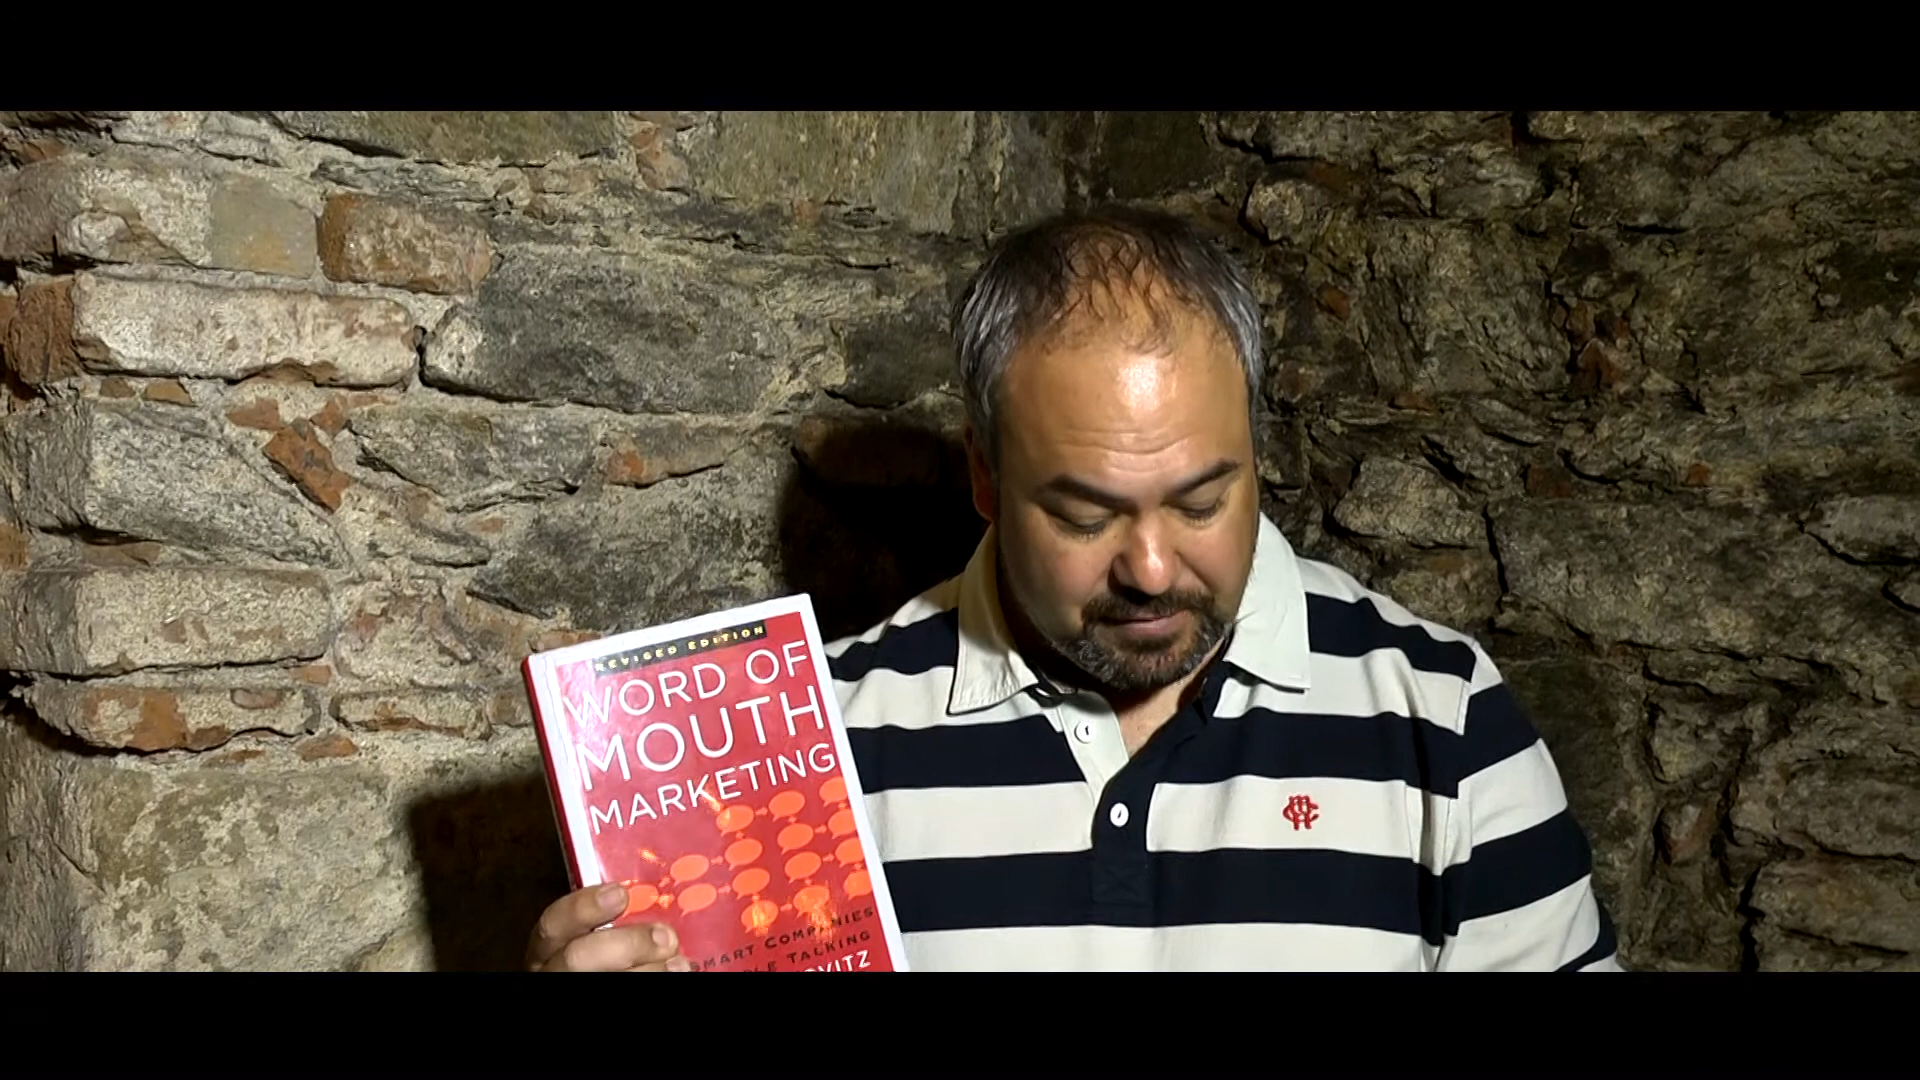 REVISED EDITION
WORD OF
MOUTH
MARKETING
SMART COMPANIES
TALKING